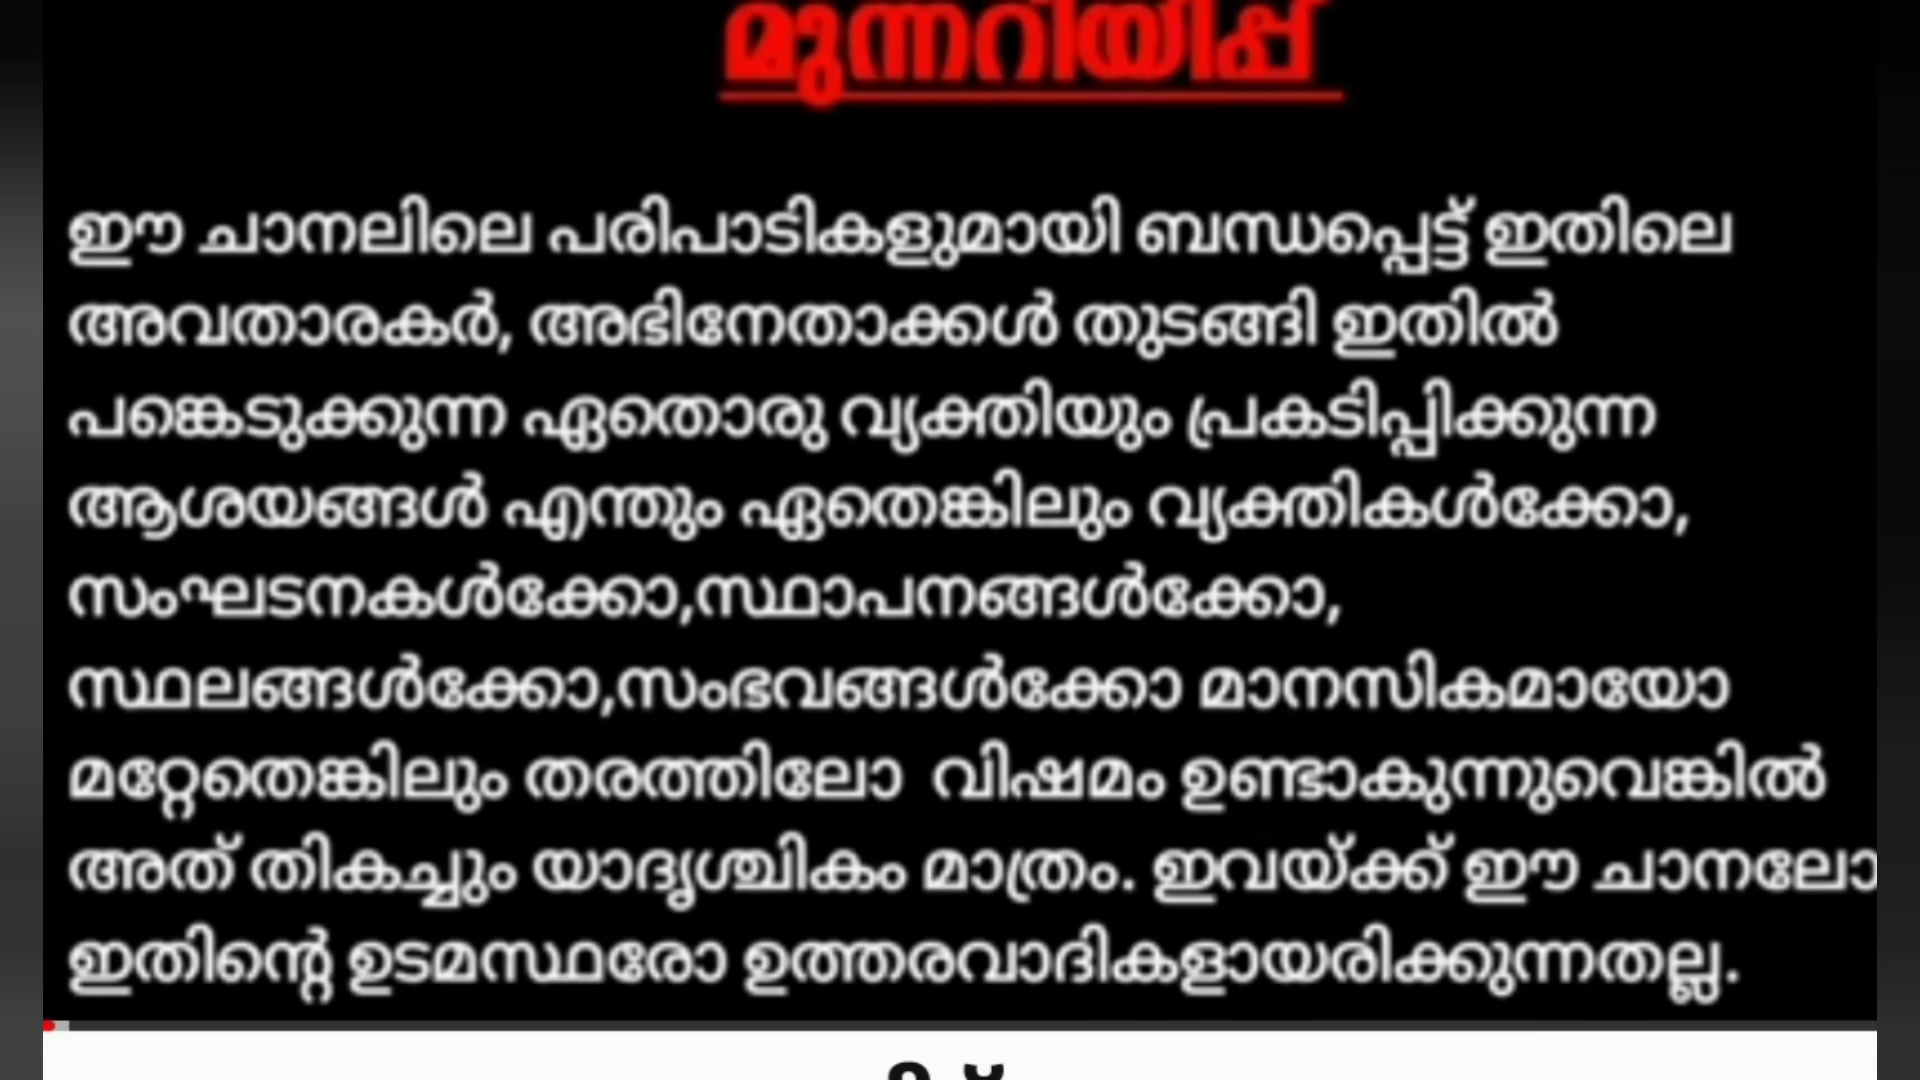 മുന്നറിയിപ്പ്
ഈ ചാനലിലെ പരിപാടികളുമായി ബന്ധപ്പെട്ട് ഇതിലെ
അവതാരകർ, അഭിനേതാക്കൾ തുടങ്ങി ഇതിൽ
പങ്കെടുക്കുന്ന ഏതൊരു വ്യക്തിയും പ്രകടിപ്പിക്കുന്ന
ആശയങ്ങൾ എന്തും ഏതെങ്കിലും വ്യക്തികൾക്കോ,
സംഘടനകൾക്കോ,സ്ഥാപനങ്ങൾക്കോ,
സ്ഥലങ്ങൾക്കോ,സംഭവങ്ങൾക്കോ മാനസികമായോ
മറ്റേതെങ്കിലും തരത്തിലോ വിഷമം ഉണ്ടാകുന്നുവെങ്കിൽ
അത് തികച്ചും യാദൃശ്ചികം മാത്രം. ഇവയ്ക്ക് ഈ ചാനലോ
ഇതിന്റെ ഉടമസ്ഥരോ ഉത്തരവാദികളായരിക്കുന്നതല്ല.